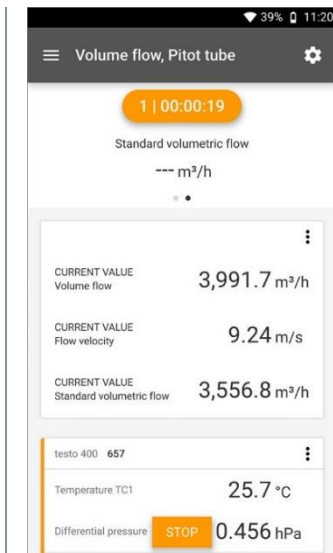 39% 11:20
Volume flow, Pitot tube
1 | 00:00:19
Standard volumetric flow
--- m³/h
CURRENT VALUE
Volume flow 3,991.7 m³/h
CURRENT VALUE
Flow velocity 9.24 m/s
CURRENT VALUE
Standard volumetric flow 3,556.8 m³/h
testo 400 657
Temperature TC1 25.7 °C
Differential pressure STOP 0.456 hPa